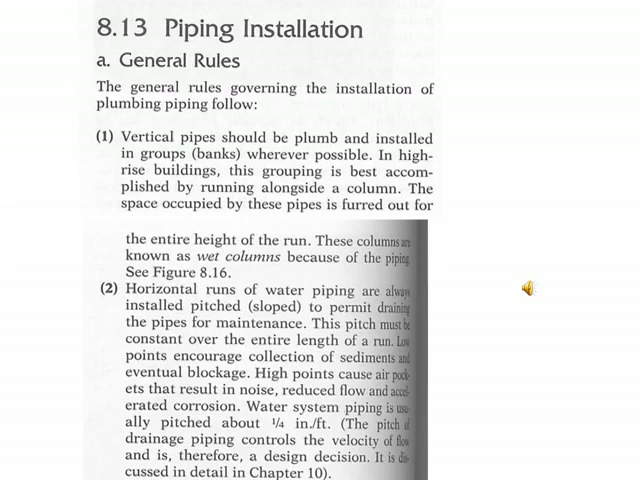 8.13 Piping Installation
a. General Rules
The general rules governing the installation of
plumbing piping follow:
(1) Vertical pipes should be plumb and installed
in groups (banks) wherever possible. In high-
rise buildings, this grouping is best accom-
plished by running alongside a column. The
space occupied by these pipes is furred out for
the entire height of the run. These columns are
known as wet columns because of the piping.
See Figure 8.16.
(2) Horizontal runs of water piping are always
installed pitched (sloped) to permit draining
the pipes for maintenance. This pitch must be
constant over the entire length of a run. Low
points encourage collection of sediments and
eventual blockage. High points cause air pock-
ets that result in noise, reduced flow and accel-
erated corrosion. Water system piping is usu-
ally pitched about 1/4 in./ft. (The pitch of
drainage piping controls the velocity of flow
and is, therefore, a design decision. It is dis-
cussed in detail in Chapter 10).